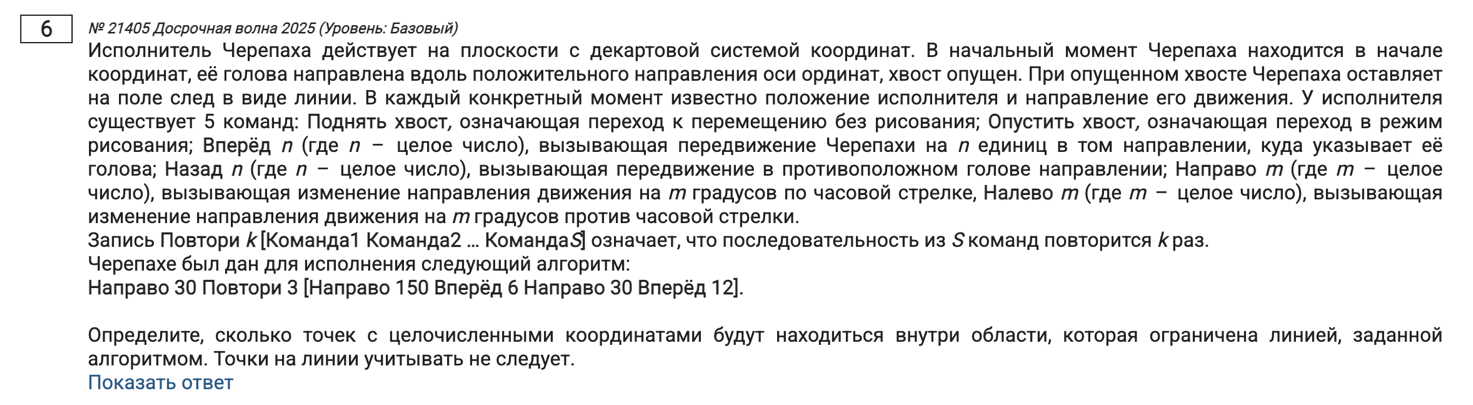 6
№ 21405 Досрочная волна 2025 (Уровень: Базовый)
Исполнитель Черепаха действует на плоскости с декартовой системой координат. В начальный момент Черепаха находится в начале
координат, её голова направлена вдоль положительного направления оси ординат, хвост опущен. При опущенном хвосте Черепаха оставляет
на поле след в виде линии. В каждый конкретный момент известно положение исполнителя и направление его движения. У исполнителя
существует 5 команд: Поднять хвост, означающая переход к перемещению без рисования; Опустить хвост, означающая переход в режим
рисования; Вперёд n (где n – целое число), вызывающая передвижение Черепахи на n единиц в том направлении, куда указывает её
голова; Назад n (где n – целое число), вызывающая передвижение в противоположном голове направлении; Направо m (где m – целое
число), вызывающая изменение направления движения на m градусов по часовой стрелке, Налево m (где m – целое число), вызывающая
изменение направления движения на m градусов против часовой стрелки.
Запись Повтори k [Команда1 Команда2 … КомандаS] означает, что последовательность из S команд повторится k раз.
Черепахе был дан для исполнения следующий алгоритм:
Направо 30 Повтори 3 [Направо 150 Вперёд 6 Направо 30 Вперёд 12].
Определите, сколько точек с целочисленными координатами будут находиться внутри области, которая ограничена линией, заданной
алгоритмом. Точки на линии учитывать не следует.
Показать ответ